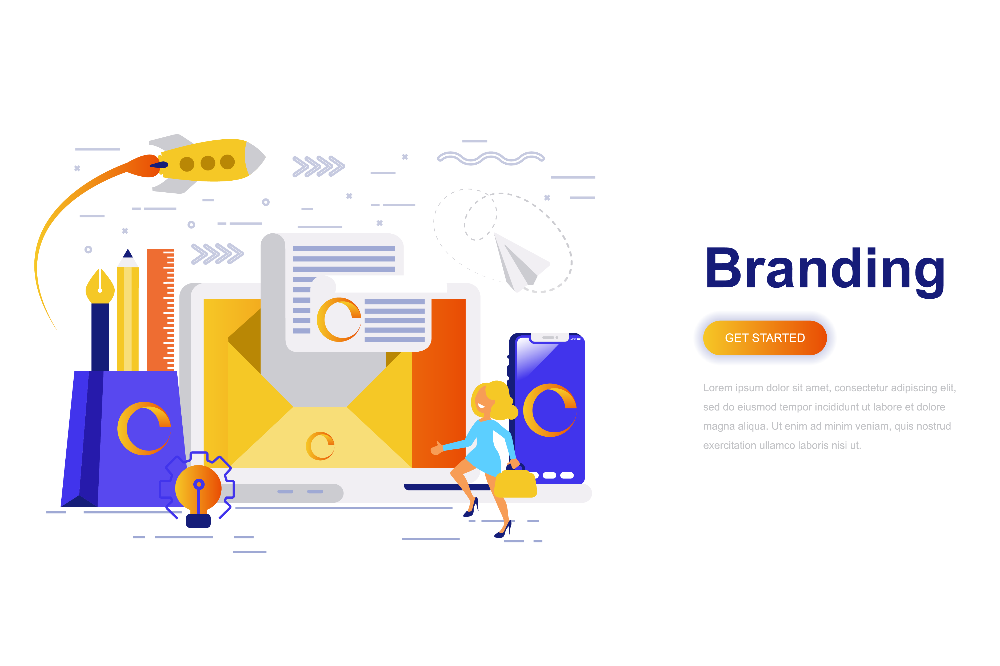 Branding
GET STARTED
Lorem ipsum dolor sit amet, consectetur adipiscing elit,
sed do eiusmod tempor incididunt ut labore et dolore
magna aliqua. Ut enim ad minim veniam, quis nostrud
exercitation ullamco laboris nisi ut.